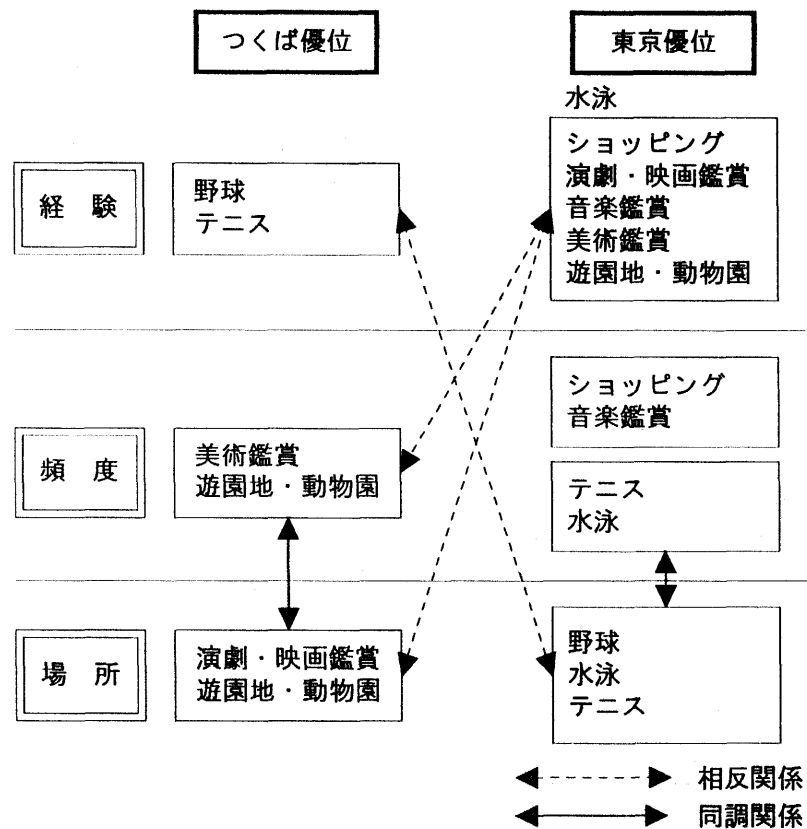 つくば優位
東京優位
水泳
経 験
野球
テニス
ショッピング
演劇・映画鑑賞
音楽鑑賞
美術鑑賞
遊園地・動物園
頻 度
美術鑑賞
遊園地・動物園
ショッピング
音楽鑑賞
テニス
水泳
場 所
演劇・映画鑑賞
遊園地・動物園
野球
水泳
テニス
相反関係
同調関係